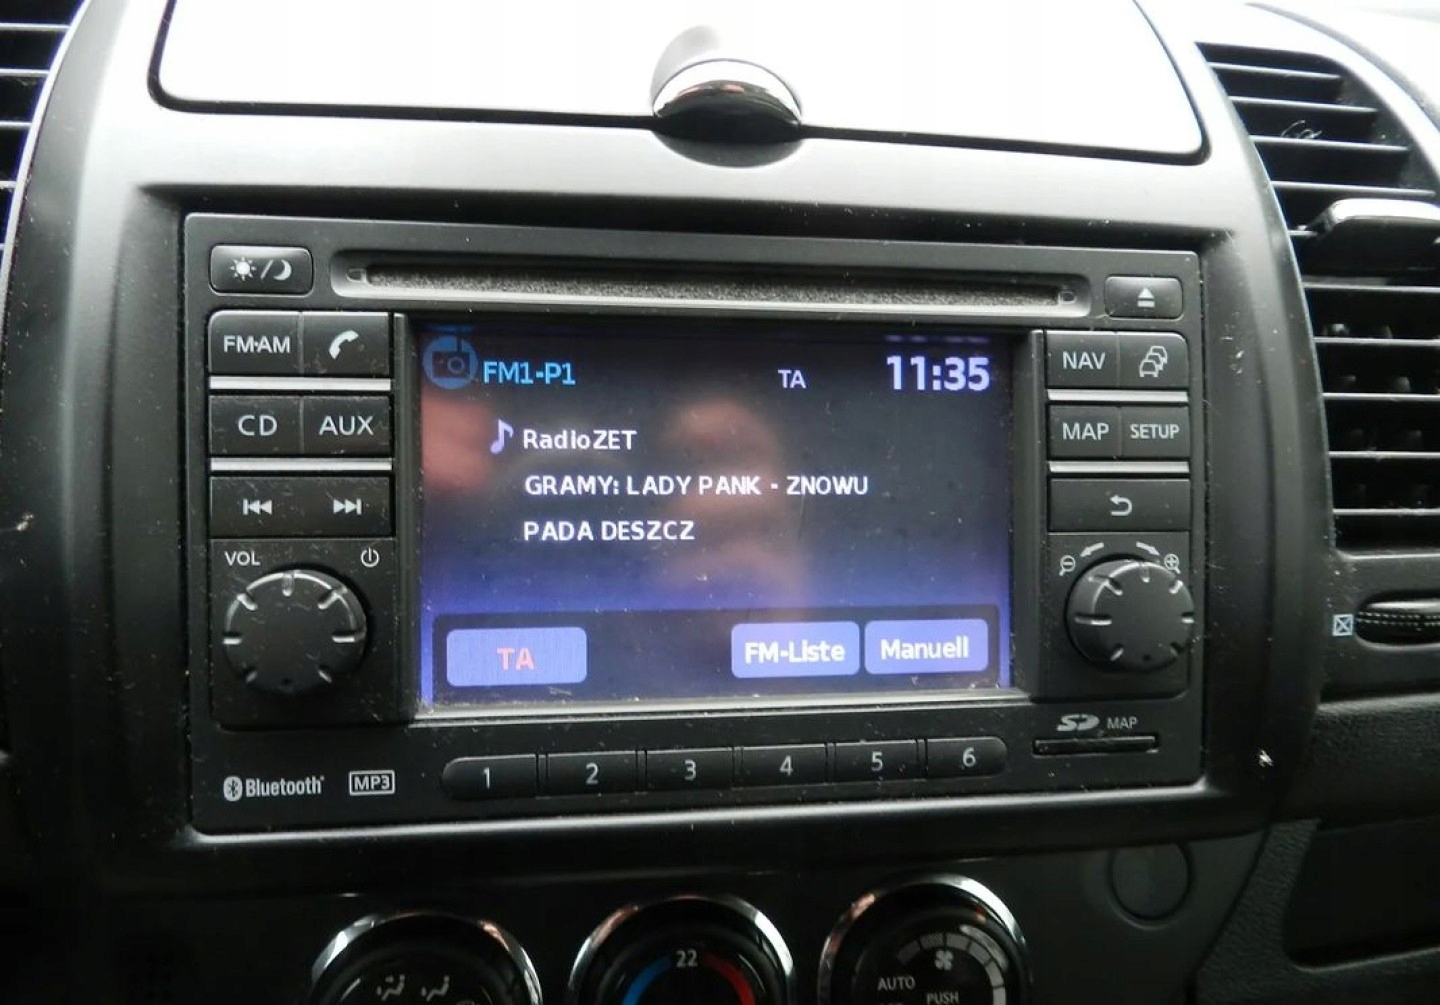 FM·AM
CD AUX
VOL
FM1-P1 TA 11:35
RadioZET
GRAMY: LADY PANK - ZNOWU
PADA DESZCZ
TA FM-Liste Manuell
NAV
MAP SETUP
SD MAP
Bluetooth MP3
1 2 3 4 5 6
22
AUTO
PUSH